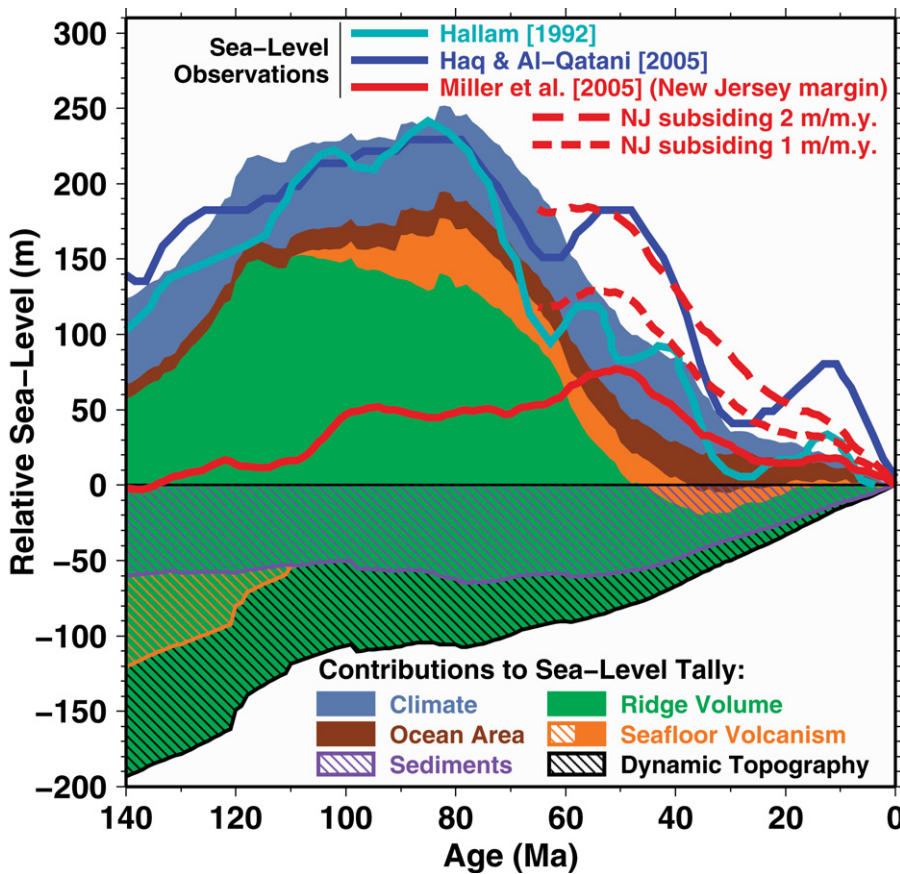 300
250
200
150
100
50
0
−50
−100
−150
−200
Relative Sea−Level (m)
Sea−Level
Observations
Hallam [1992]
Haq & Al−Qatani [2005]
Miller et al. [2005] (New Jersey margin)
NJ subsiding 2 m/m.y.
NJ subsiding 1 m/m.y.
Contributions to Sea−Level Tally:
Climate
Ridge Volume
Ocean Area
Seafloor Volcanism
Sediments
Dynamic Topography
140 120 100 80 60 40 20 0
Age (Ma)